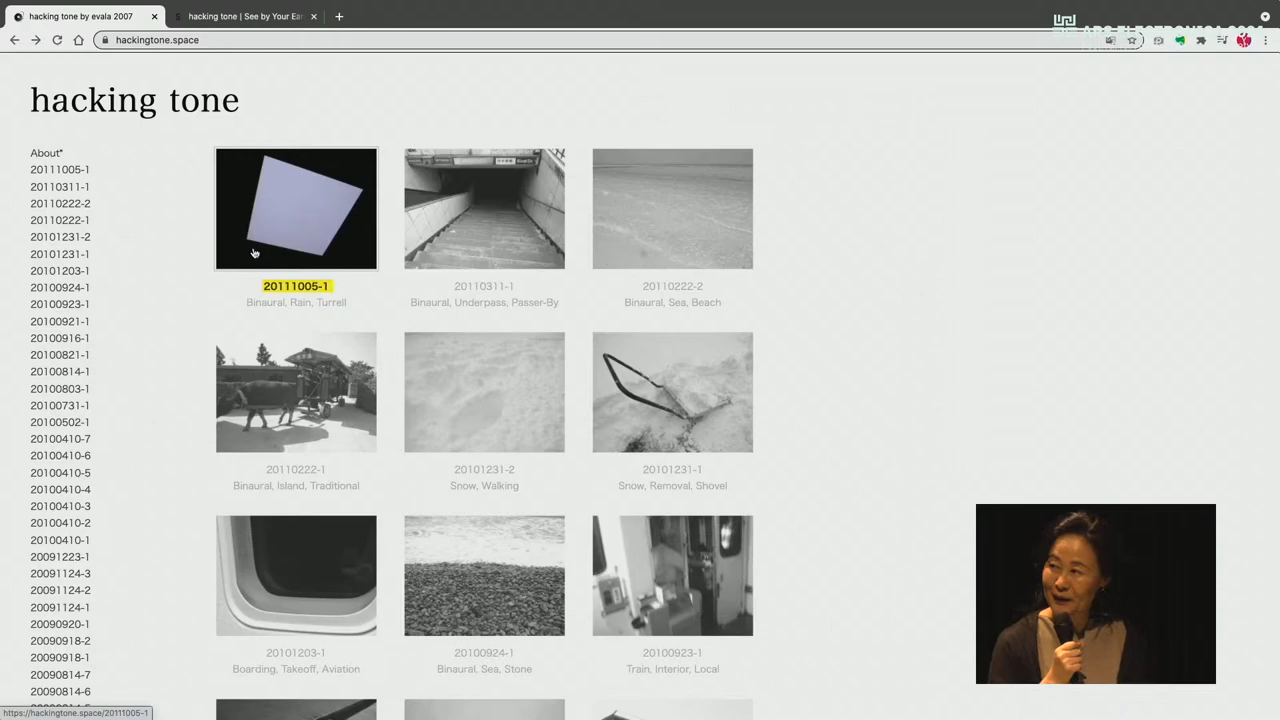 hacking tone by evala 2007
hacking tone | See by Your Ear
hackingtone.space
ARS ELECTRONICA
hacking tone
About*
20111005-1
20110311-1
20110222-2
20110222-1
20101231-2
20101231-1
20101203-1
20100924-1
20100923-1
20100921-1
20100916-1
20100821-1
20100814-1
20100803-1
20100731-1
20100502-1
20100410-7
20100410-6
20100410-5
20100410-4
20100410-3
20100410-2
20100410-1
20091223-1
20091124-3
20091124-2
20091124-1
20090920-1
20090918-2
20090918-1
20090814-7
20090814-6
20111005-1
Binaural, Rain, Turrell
20110311-1
Binaural, Underpass, Passer-By
20110222-2
Binaural, Sea, Beach
20110222-1
Binaural, Island, Traditional
20101231-2
Snow, Walking
20101231-1
Snow, Removal, Shovel
20101203-1
Boarding, Takeoff, Aviation
20100924-1
Binaural, Sea, Stone
20100923-1
Train, Interior, Local
https://hackingtone.space/20111005-1